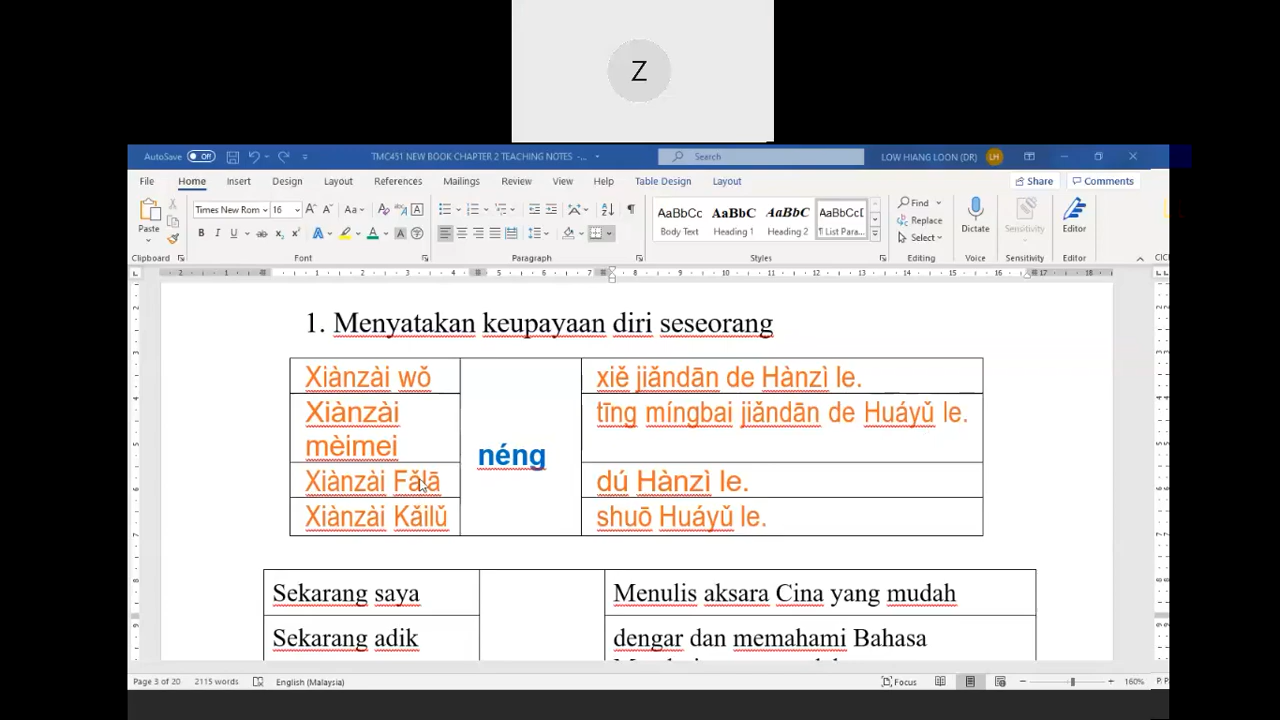 Z
AutoSave Off TMC451 NEW BOOK CHAPTER 2 TEACHING NOTES - ... Search LOW HIANG LOON (DR) LH
File Home Insert Design Layout References Mailings Review View Help Table Design Layout Share Comments
Paste Times New Rom 16 Aa AaBbCc AaBbCc AaBbC AaBbCcD Find Replace Select Dictate Sensitivity Editor
Body Text Heading 1 Heading 2 ¶ List Para...
Clipboard Font Paragraph Styles Editing Voice Sensitivity Editor
1. Menyatakan keupayaan diri seseorang
Xiànzài wǒ
xiě jiǎndān de Hànzì le.
Xiànzài
mèimei
néng
tīng míngbai jiǎndān de Huáyǔ le.
Xiànzài Fǎlā
dú Hànzì le.
Xiànzài Kǎilǔ
shuō Huáyǔ le.
Sekarang saya
Menulis aksara Cina yang mudah
Sekarang adik
dengar dan memahami Bahasa
Page 3 of 20 2115 words English (Malaysia) Focus 160%